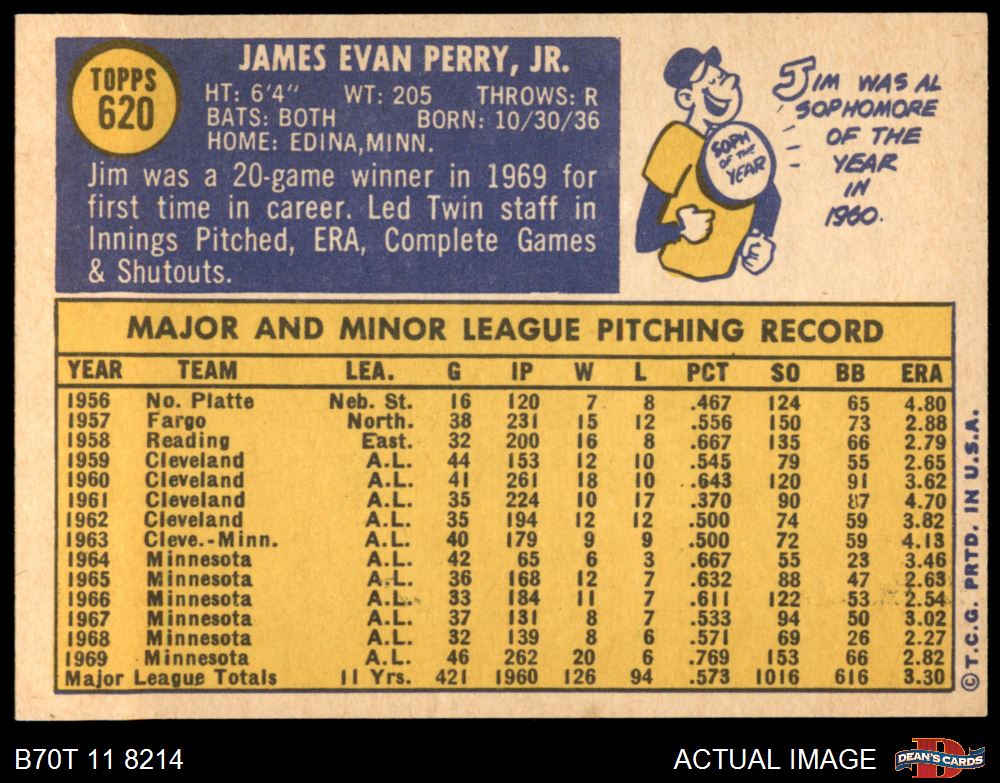 TOPPS
620
JAMES EVAN PERRY, JR.
HT: 6'4" WT: 205 THROWS: R
BATS: BOTH BORN: 10/30/36
HOME: EDINA, MINN.
Jim was a 20-game winner in 1969 for
first time in career. Led Twin staff in
Innings Pitched, ERA, Complete Games
& Shutouts.
SOPH
OF THE
YEAR
JIM WAS AL
SOPHOMORE
OF THE
YEAR
IN
1960.
MAJOR AND MINOR LEAGUE PITCHING RECORD
YEAR TEAM LEA. G IP W L PCT SO BB ERA
1956 No. Platte Neb. St. 16 120 7 8 .467 124 65 4.80
1957 Fargo North. 38 231 15 12 .556 150 73 2.88
1958 Reading East. 32 200 16 8 .667 135 66 2.79
1959 Cleveland A.L. 44 153 12 10 .545 79 55 2.65
1960 Cleveland A.L. 41 261 18 10 .643 120 91 3.62
1961 Cleveland A.L. 35 224 10 17 .370 90 87 4.70
1962 Cleveland A.L. 35 194 12 12 .500 74 59 3.82
1963 Cleve.-Minn. A.L. 40 179 9 9 .500 72 59 4.13
1964 Minnesota A.L. 42 65 6 3 .667 55 23 3.46
1965 Minnesota A.L. 36 168 12 7 .632 88 47 2.63
1966 Minnesota A.L. 33 184 11 7 .611 122 53 2.54
1967 Minnesota A.L. 37 131 8 7 .533 94 50 3.02
1968 Minnesota A.L. 32 139 8 6 .571 69 26 2.27
1969 Minnesota A.L. 46 262 20 6 .769 153 66 2.82
Major League Totals 11 Yrs. 421 1960 126 94 .573 1016 616 3.30
©T.C.G. PRTD. IN U.S.A.
B70T 11 8214
ACTUAL IMAGE
D
DEAN'S CARDS